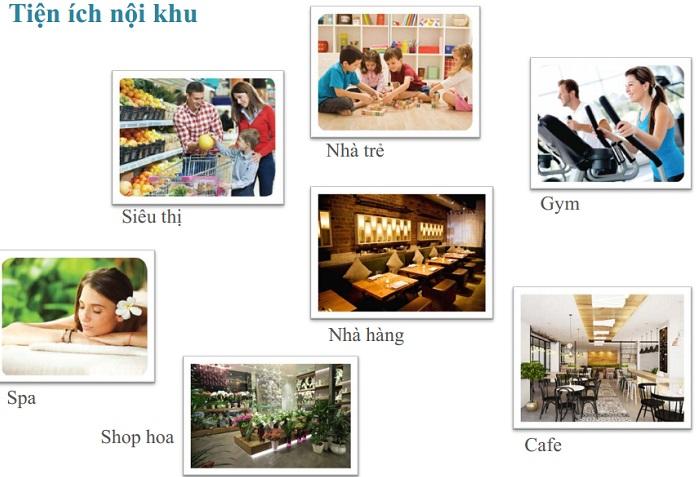 Tiện ích nội khu
Nhà trẻ
Siêu thị
Gym
Nhà hàng
Spa
Shop hoa
Cafe